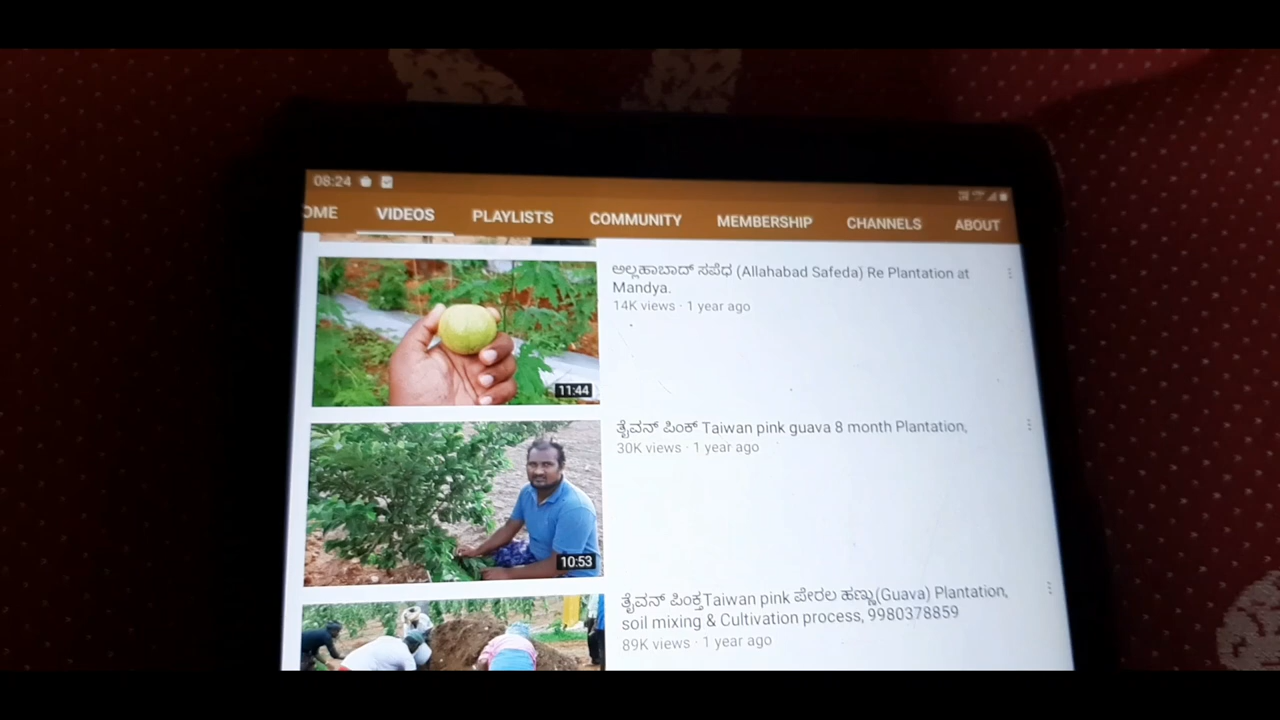 08:24
OME VIDEOS PLAYLISTS COMMUNITY MEMBERSHIP CHANNELS ABOUT
ಅಲ್ಲಹಾಬಾದ್ ಸಪೆಧ (Allahabad Safeda) Re Plantation at
Mandya.
14K views · 1 year ago
11:44
ತೈವನ್ ಪಿಂಕ್ Taiwan pink guava 8 month Plantation,
30K views · 1 year ago
10:53
ತೈವನ್ ಪಿಂಕ್ತTaiwan pink ಪೇರಲ ಹಣ್ಣು(Guava) Plantation,
soil mixing & Cultivation process, 9980378859
89K views · 1 year ago